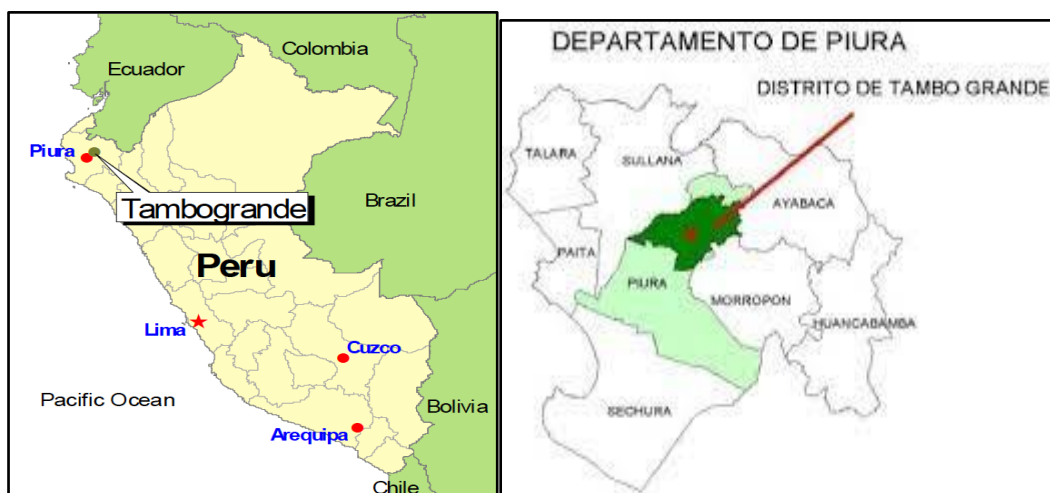 Colombia
Ecuador
Piura
Tambogrande
Brazil
Peru
Lima
Cuzco
Pacific Ocean
Bolivia
Arequipa
Chile
DEPARTAMENTO DE PIURA
DISTRITO DE TAMBO GRANDE
TALARA
SULLANA
AYABACA
PAITA
PIURA
MORROPON
HUANCABAMBA
SECHURA